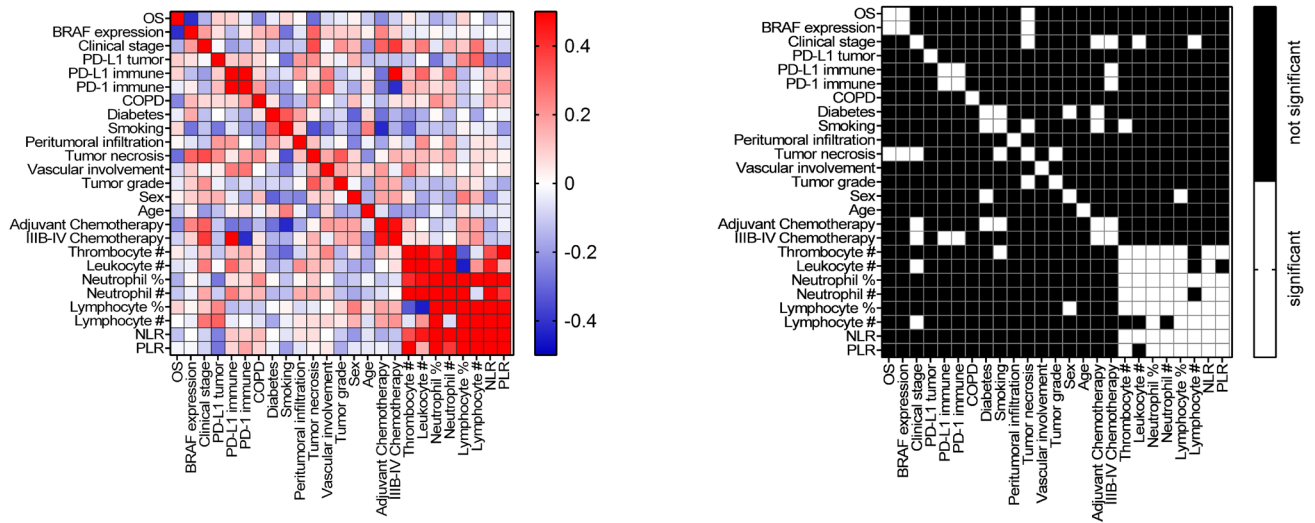 OS
BRAF expression
Clinical stage
PD-L1 tumor
PD-L1 immune
PD-1 immune
COPD
Diabetes
Smoking
Peritumoral infiltration
Tumor necrosis
Vascular involvement
Tumor grade
Sex
Age
Adjuvant Chemotherapy
IIIB-IV Chemotherapy
Thrombocyte #
Leukocyte #
Neutrophil %
Neutrophil #
Lymphocyte %
Lymphocyte #
NLR
PLR
OS
BRAF expression
Clinical stage
PD-L1 tumor
PD-L1 immune
PD-1 immune
COPD
Diabetes
Smoking
Peritumoral infiltration
Tumor necrosis
Vascular involvement
Tumor grade
Sex
Age
Adjuvant Chemotherapy
IIIB-IV Chemotherapy
Thrombocyte #
Leukocyte #
Neutrophil %
Neutrophil #
Lymphocyte %
Lymphocyte #
NLR
PLR
0.4
0.2
0
-0.2
-0.4
OS
BRAF expression
Clinical stage
PD-L1 tumor
PD-L1 immune
PD-1 immune
COPD
Diabetes
Smoking
Peritumoral infiltration
Tumor necrosis
Vascular involvement
Tumor grade
Sex
Age
Adjuvant Chemotherapy
IIIB-IV Chemotherapy
Thrombocyte #
Leukocyte #
Neutrophil %
Neutrophil #
Lymphocyte %
Lymphocyte #
NLR
PLR
OS
BRAF expression
Clinical stage
PD-L1 tumor
PD-L1 immune
PD-1 immune
COPD
Diabetes
Smoking
Peritumoral infiltration
Tumor necrosis
Vascular involvement
Tumor grade
Sex
Age
Adjuvant Chemotherapy
IIIB-IV Chemotherapy
Thrombocyte #
Leukocyte #
Neutrophil %
Neutrophil #
Lymphocyte %
Lymphocyte #
NLR
PLR
not significant
significant